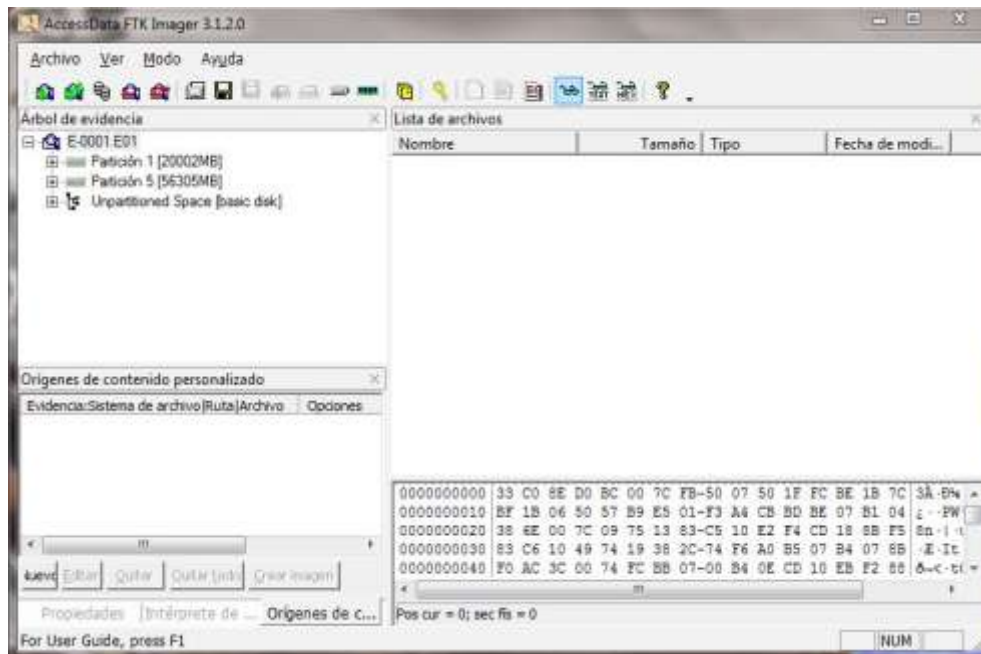 AccessData FTK Imager 3.1.2.0
Archivo Ver Modo Ayuda
Árbol de evidencia
E-0001.E01
Partición 1 [20002MB]
Partición 5 [56305MB]
Unpartitioned Space [basic disk]
Orígenes de contenido personalizado
Evidencia:Sistema de archivo|Ruta|Archivo Opciones
Editar Quitar Quitar todo Crear imagen
Propiedades Intérprete de ... Orígenes de c...
Lista de archivos
Nombre Tamaño Tipo Fecha de modi...
0000000000 33 C0 8E D0 BC 00 7C FB-50 07 50 1F FC BE 1B 7C
0000000010 BF 1B 06 50 57 B9 E5 01-F3 A4 CB BD BE 07 B1 04
0000000020 38 6E 00 7C 09 75 13 83-C5 10 E2 F4 CD 18 8B F5
0000000030 83 C6 10 49 74 19 38 2C-74 F6 A0 B5 07 B4 07 8B
0000000040 F0 AC 3C 00 74 FC BB 07-00 B4 0E CD 10 EB F2 88
Pos cur = 0; sec fís = 0
For User Guide, press F1
NUM